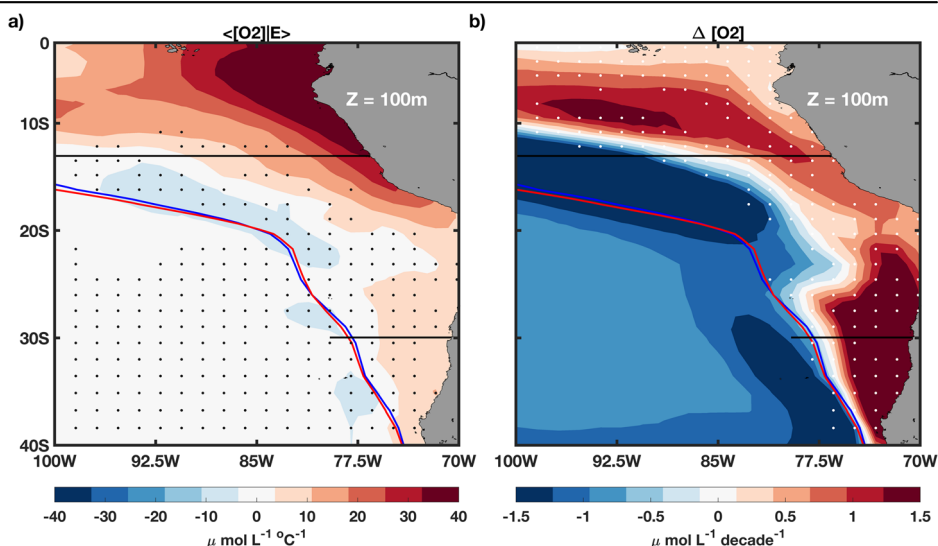 a) <[O2]|E>
b) Δ [O2]
0
10S
20S
30S
40S
Z = 100m
Z = 100m
100W 92.5W 85W 77.5W 70W
100W 92.5W 85W 77.5W 70W
-40 -30 -20 -10 0 10 20 30 40
μ mol L⁻¹ ºC⁻¹
-1.5 -1 -0.5 0 0.5 1 1.5
μ mol L⁻¹ decade⁻¹